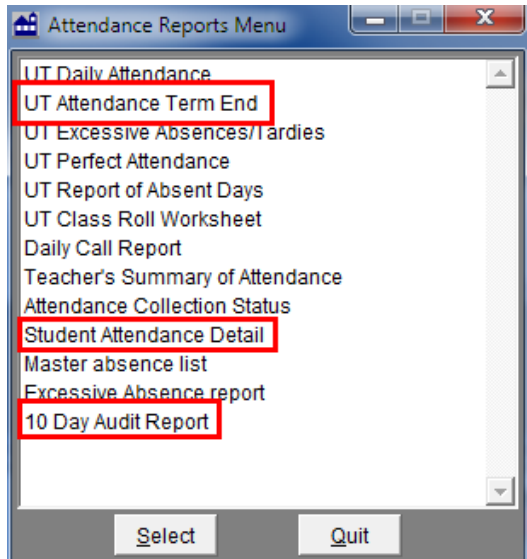 Attendance Reports Menu
UT Daily Attendance
UT Attendance Term End
UT Excessive Absences/Tardies
UT Perfect Attendance
UT Report of Absent Days
UT Class Roll Worksheet
Daily Call Report
Teacher's Summary of Attendance
Attendance Collection Status
Student Attendance Detail
Master absence list
Excessive Absence report
10 Day Audit Report
Select Quit